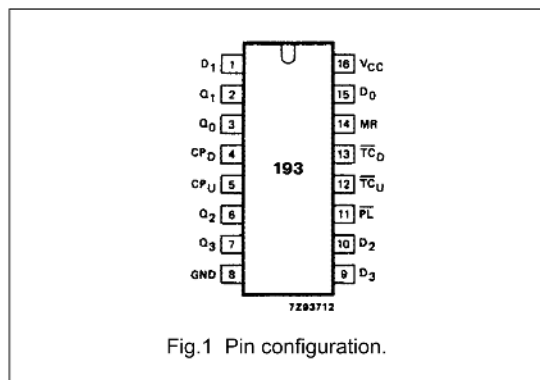 D1 1 16 VCC
Q1 2 15 D0
Q0 3 14 MR
CPD 4 13 TCD
CPU 5 193 12 TCU
Q2 6 11 PL
Q3 7 10 D2
GND 8 9 D3
7Z93712
Fig.1 Pin configuration.